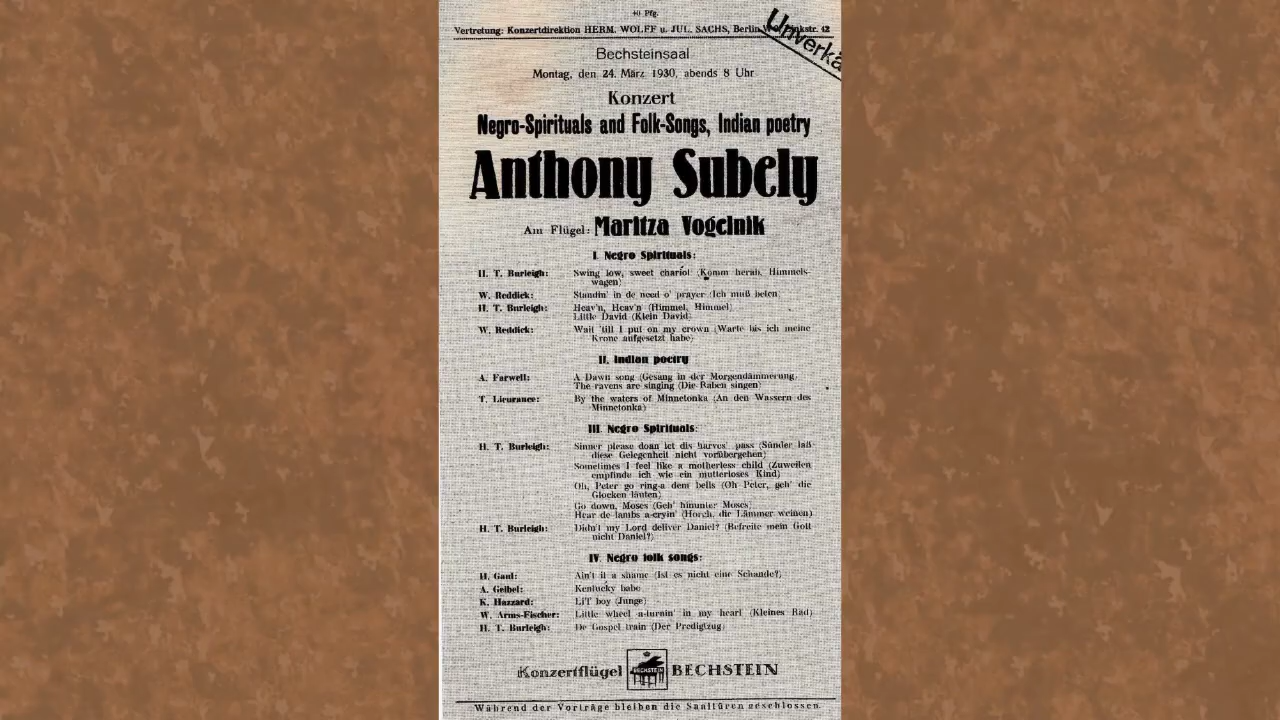 40 Pfg.
Vertretung: Konzertdirektion HERM. WOLFF u. JUL. SACHS, Berlin W. 42
Unverkä
Bechsteinsaal
Montag, den 24. März 1930, abends 8 Uhr
Konzert
Negro-Spirituals and Folk-Songs, Indian poetry
Anthony Subely
Am Flügel: Maritza Vogelnik
I. Negro Spirituals:
H. T. Burleigh: Swing low, sweet chariot (Komm herab, Himmels-
wagen)
W. Reddick: Standin' in de need o' prayer (Ich muß beten)
H. T. Burleigh: Heav'n, Heav'n (Himmel, Himmel)
Little David (Klein David)
W. Reddick: Wait 'till I put on my crown (Warte bis ich meine
Krone aufgesetzt habe)
II. Indian poetry
A. Farwell: A Dawn song (Gesang in der Morgendämmerung)
The ravens are singing (Die Raben singen)
T. Lieurance: By the waters of Minnetonka (An den Wassern des
Minnetonka)
III. Negro Spirituals:
H. T. Burleigh: Sinner please doan let dis harves' pass (Sünder laß
diese Gelegenheit nicht vorübergehen)
Sometimes I feel like a motherless child (Zuweilen
empfinde ich wie ein mutterloses Kind)
Oh, Peter go ring-a dem bells (Oh Peter, geh' die
Glocken läuten)
Go down, Moses (Geh' hinunter Moses)
Hear de lambs a-cryin' (Horch, die Lämmer weinen)
H. T. Burleigh: Didn't my Lord deliver Daniel? (Befreite mein Gott
nicht Daniel?)
IV. Negro folk songs:
H. Gaul: Ain't it a shame (Ist es nicht eine Schande?)
A. Geibel: Kentucky babe
K. Hazzard: Li'l' boy (Junge)
W. Arms-Fischer: Little wheel a-turnin' in my heart (Kleines Rad)
H. T. Burleigh: De Gospel train (Der Predigtzug)
Konzertflügel BECHSTEIN BECHSTEIN
Während der Vorträge bleiben die Saaltüren geschlossen.